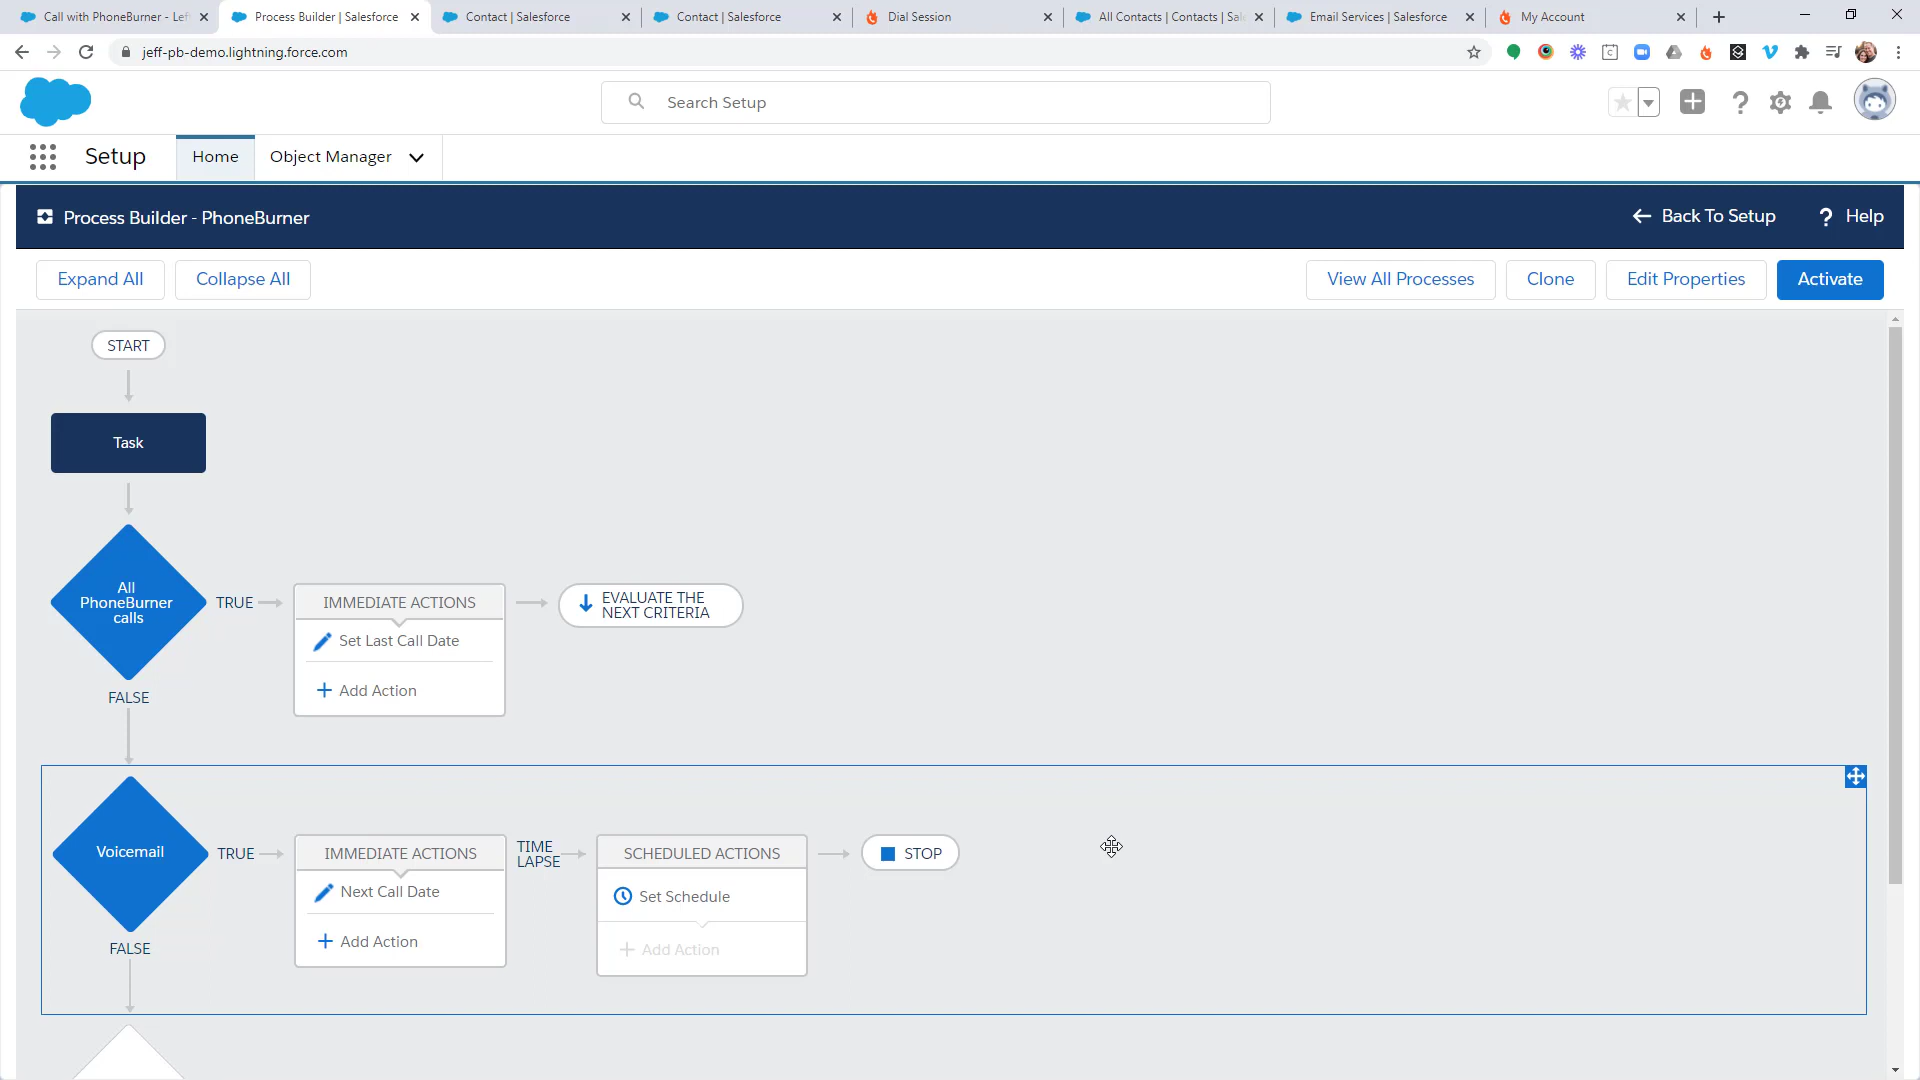 Call with PhoneBurner - Left
Process Builder | Salesforce
Contact | Salesforce
Contact | Salesforce
Dial Session
All Contacts | Contacts | Sal
Email Services | Salesforce
My Account
jeff-pb-demo.lightning.force.com
Search Setup
Setup
Home
Object Manager
Process Builder - PhoneBurner
Back To Setup
? Help
Expand All
Collapse All
View All Processes
Clone
Edit Properties
Activate
START
Task
All
PhoneBurner
calls
TRUE
IMMEDIATE ACTIONS
EVALUATE THE
NEXT CRITERIA
Set Last Call Date
+ Add Action
FALSE
Voicemail
TRUE
IMMEDIATE ACTIONS
TIME
LAPSE
SCHEDULED ACTIONS
STOP
Next Call Date
Set Schedule
+ Add Action
+ Add Action
FALSE